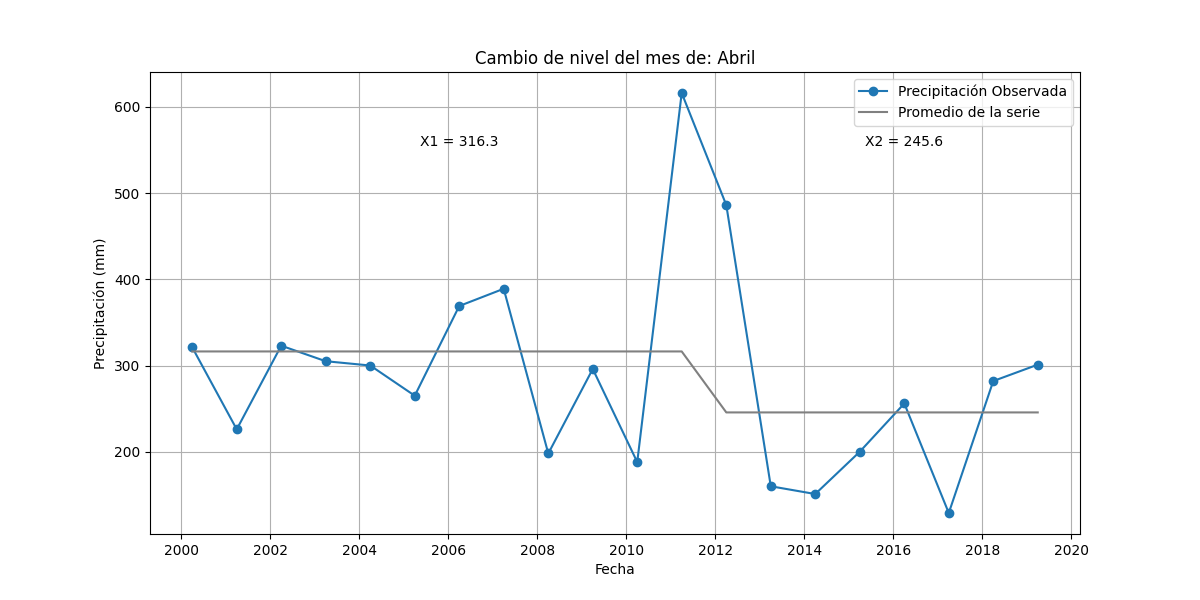 Cambio de nivel del mes de: Abril
Precipitación (mm)
600
500
400
300
200
X1 = 316.3
X2 = 245.6
Precipitación Observada
Promedio de la serie
2000 2002 2004 2006 2008 2010 2012 2014 2016 2018 2020
Fecha